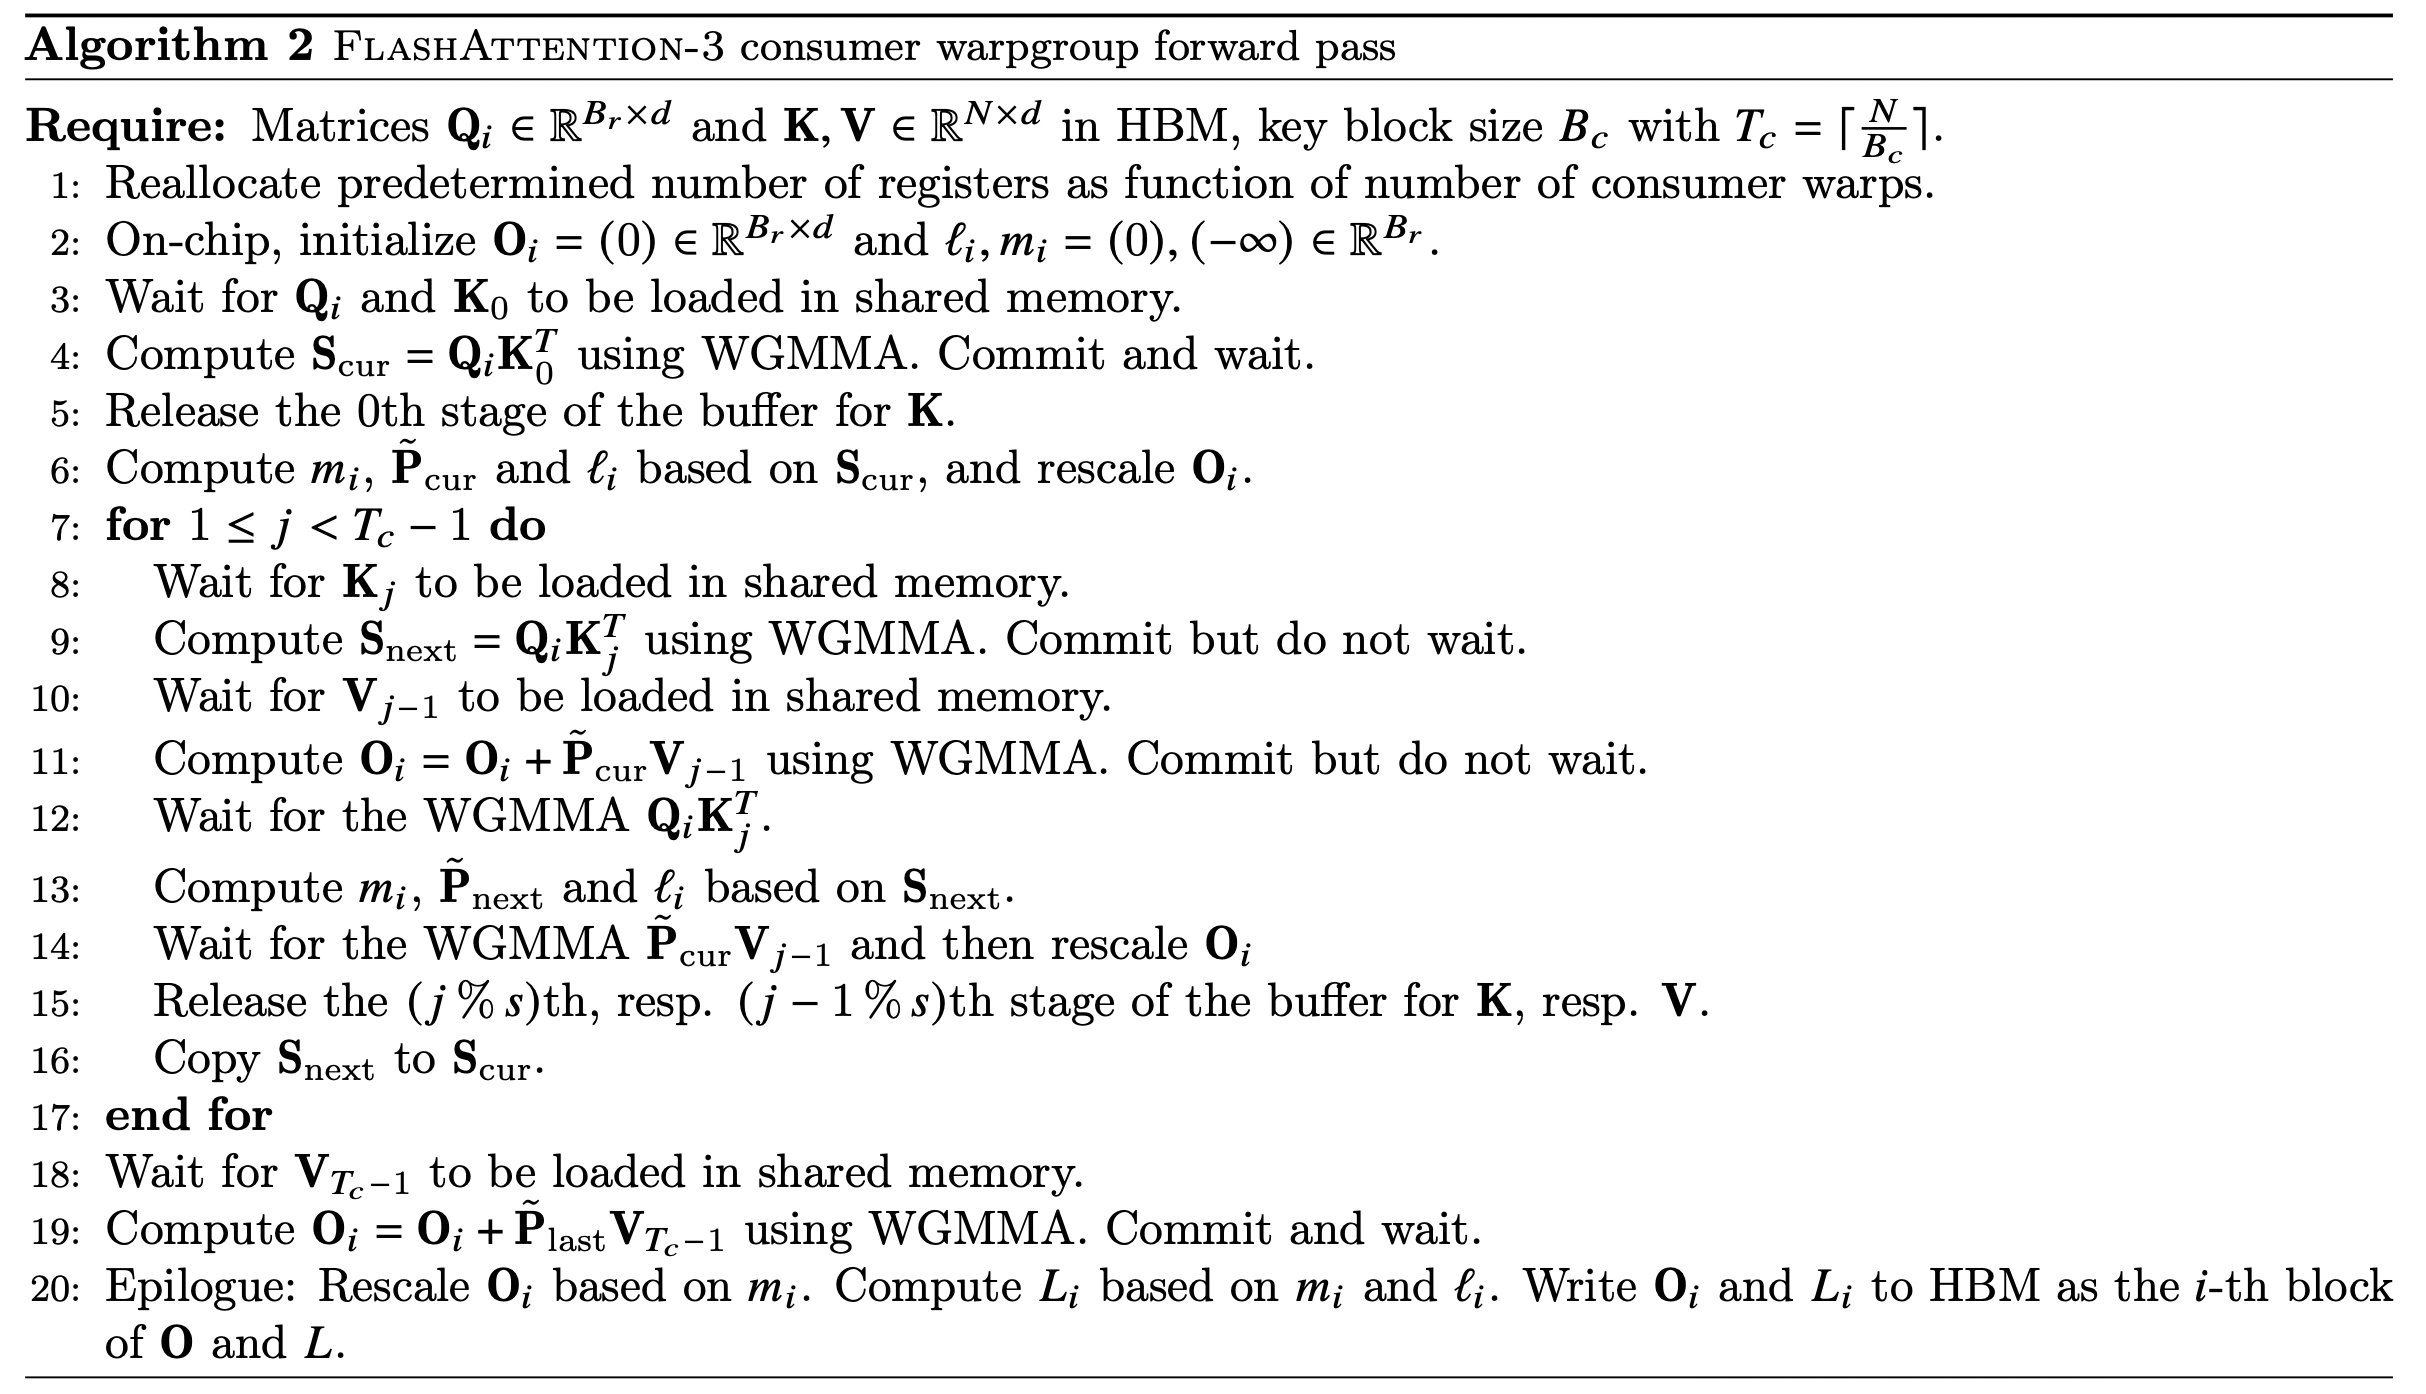 Algorithm 2 FLASHATTENTION-3 consumer warpgroup forward pass
Require: Matrices $\mathbf{Q}_i \in \mathbb{R}^{B_r \times d}$ and $\mathbf{K}, \mathbf{V} \in \mathbb{R}^{N \times d}$ in HBM, key block size $B_c$ with $T_c = \lceil \frac{N}{B_c} \rceil$.
1: Reallocate predetermined number of registers as function of number of consumer warps.
2: On-chip, initialize $\mathbf{O}_i = (0) \in \mathbb{R}^{B_r \times d}$ and $\ell_i, m_i = (0), (-\infty) \in \mathbb{R}^{B_r}$.
3: Wait for $\mathbf{Q}_i$ and $\mathbf{K}_0$ to be loaded in shared memory.
4: Compute $\mathbf{S}_{\text{cur}} = \mathbf{Q}_i \mathbf{K}_0^T$ using WGMMA. Commit and wait.
5: Release the 0th stage of the buffer for $\mathbf{K}$.
6: Compute $m_i$, $\tilde{\mathbf{P}}_{\text{cur}}$ and $\ell_i$ based on $\mathbf{S}_{\text{cur}}$, and rescale $\mathbf{O}_i$.
7: for $1 \leq j < T_c - 1$ do
8: Wait for $\mathbf{K}_j$ to be loaded in shared memory.
9: Compute $\mathbf{S}_{\text{next}} = \mathbf{Q}_i \mathbf{K}_j^T$ using WGMMA. Commit but do not wait.
10: Wait for $\mathbf{V}_{j-1}$ to be loaded in shared memory.
11: Compute $\mathbf{O}_i = \mathbf{O}_i + \tilde{\mathbf{P}}_{\text{cur}} \mathbf{V}_{j-1}$ using WGMMA. Commit but do not wait.
12: Wait for the WGMMA $\mathbf{Q}_i \mathbf{K}_j^T$.
13: Compute $m_i$, $\tilde{\mathbf{P}}_{\text{next}}$ and $\ell_i$ based on $\mathbf{S}_{\text{next}}$.
14: Wait for the WGMMA $\tilde{\mathbf{P}}_{\text{cur}} \mathbf{V}_{j-1}$ and then rescale $\mathbf{O}_i$
15: Release the $(j \% s)$th, resp. $(j - 1 \% s)$th stage of the buffer for $\mathbf{K}$, resp. $\mathbf{V}$.
16: Copy $\mathbf{S}_{\text{next}}$ to $\mathbf{S}_{\text{cur}}$.
17: end for
18: Wait for $\mathbf{V}_{T_c-1}$ to be loaded in shared memory.
19: Compute $\mathbf{O}_i = \mathbf{O}_i + \tilde{\mathbf{P}}_{\text{last}} \mathbf{V}_{T_c-1}$ using WGMMA. Commit and wait.
20: Epilogue: Rescale $\mathbf{O}_i$ based on $m_i$. Compute $L_i$ based on $m_i$ and $\ell_i$. Write $\mathbf{O}_i$ and $L_i$ to HBM as the $i$-th block
of $\mathbf{O}$ and $L$.